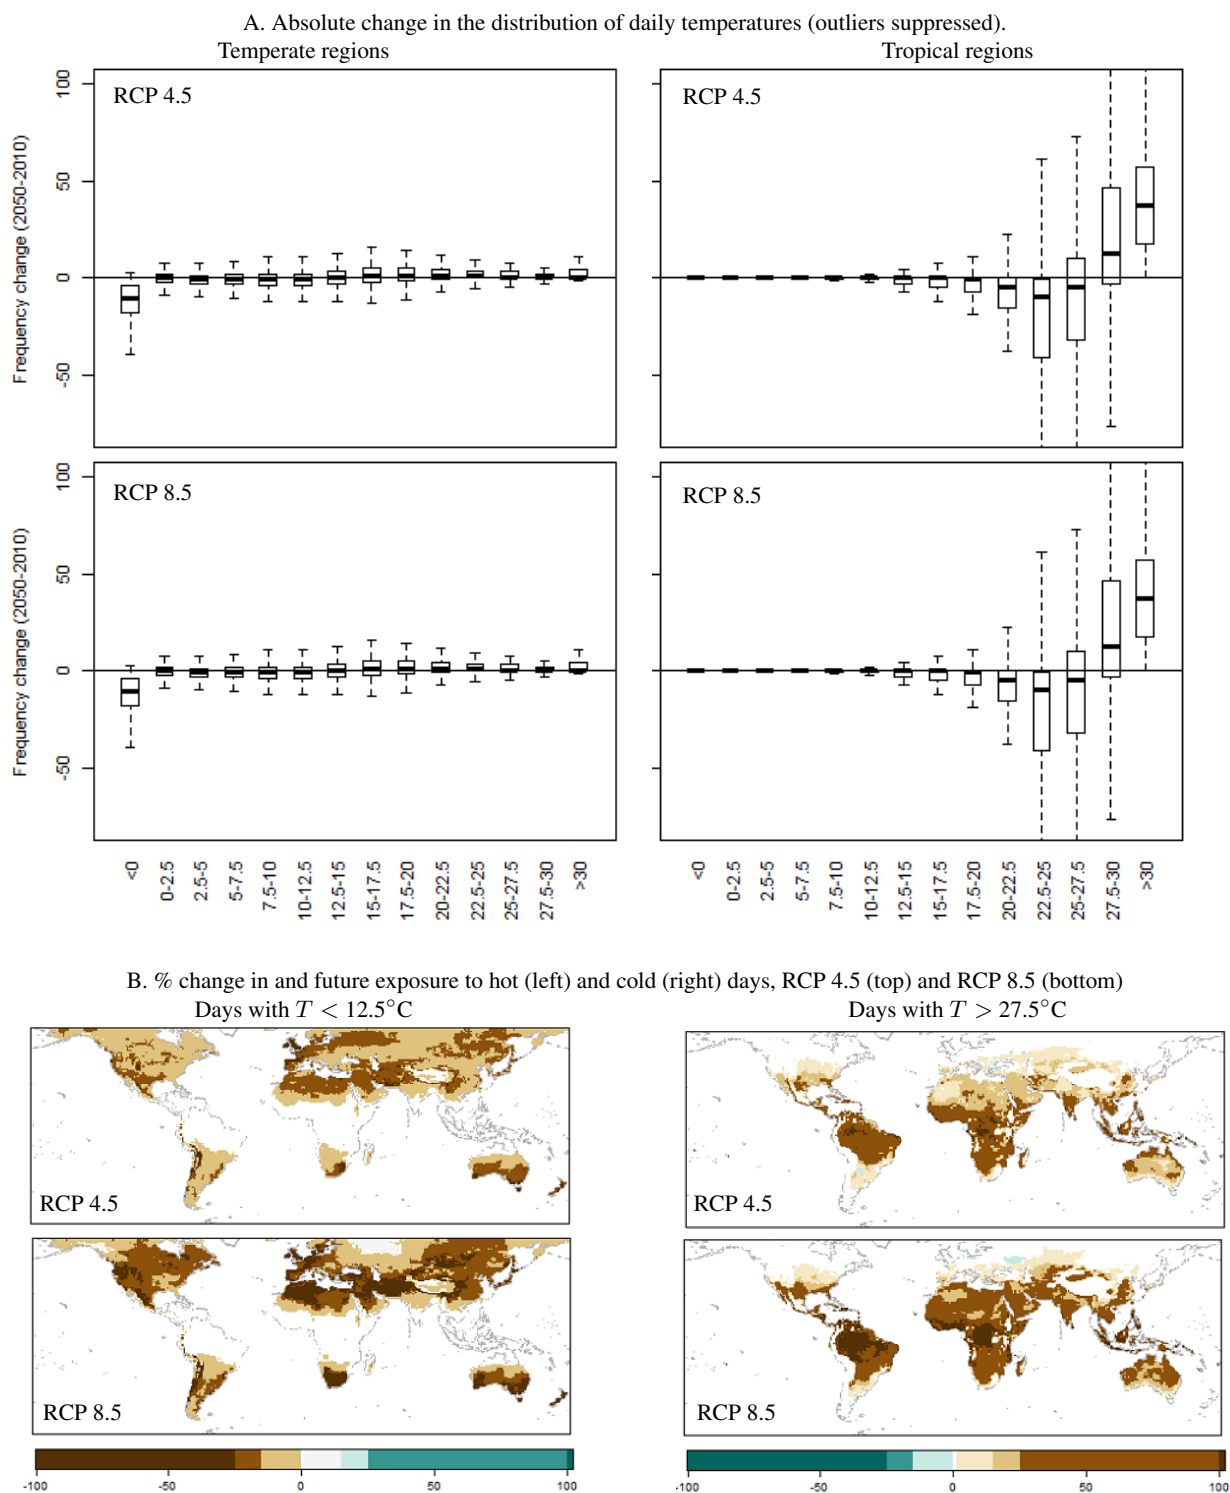 A. Absolute change in the distribution of daily temperatures (outliers suppressed).
Temperate regions
Tropical regions
Frequency change (2050-2010)
100
50
0
-50
RCP 4.5
RCP 4.5
Frequency change (2050-2010)
100
50
0
-50
RCP 8.5
RCP 8.5
<0 0-2.5 2.5-5 5-7.5 7.5-10 10-12.5 12.5-15 15-17.5 17.5-20 20-22.5 22.5-25 25-27.5 27.5-30 >30
<0 0-2.5 2.5-5 5-7.5 7.5-10 10-12.5 12.5-15 15-17.5 17.5-20 20-22.5 22.5-25 25-27.5 27.5-30 >30
B. % change in and future exposure to hot (left) and cold (right) days, RCP 4.5 (top) and RCP 8.5 (bottom)
Days with T < 12.5°C
Days with T > 27.5°C
RCP 4.5
RCP 4.5
RCP 8.5
RCP 8.5
-100 -50 0 50 100
-100 -50 0 50 100